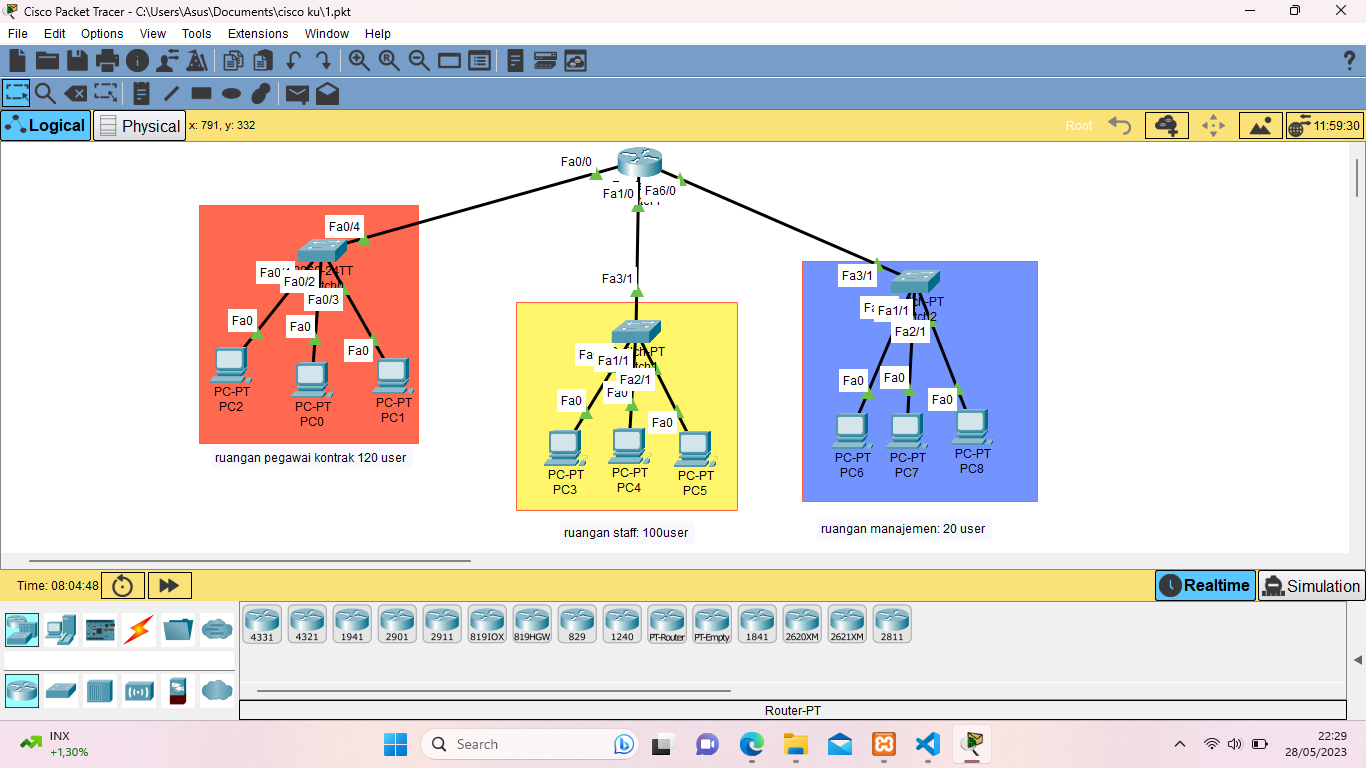 Cisco Packet Tracer - C:\Users\Asus\Documents\cisco ku\1.pkt
File Edit Options View Tools Extensions Window Help
Logical
Physical
x: 791, y: 332
Root
11:59:30
Fa0/0
Fa1/0
Fa6/0
Fa0/4
Fa0/2
Fa0/3
Fa0
Fa0
Fa0
PC-PT
PC2
PC-PT
PC0
PC-PT
PC1
ruangan pegawai kontrak 120 user
Fa3/1
Fa1/1
Fa2/1
Fa0
Fa0
Fa0
PC-PT
PC3
PC-PT
PC4
PC-PT
PC5
ruangan staff: 100user
Fa3/1
Fa1/1
Fa2/1
Fa0
Fa0
Fa0
PC-PT
PC6
PC-PT
PC7
PC-PT
PC8
ruangan manajemen: 20 user
Time: 08:04:48
Realtime
Simulation
4331
4321
1941
2901
2911
819IOX
819HGW
829
1240
PT-Router
PT-Empty
1841
2620XM
2621XM
2811
Router-PT
INX
+1,30%
Search
22:29
28/05/2023